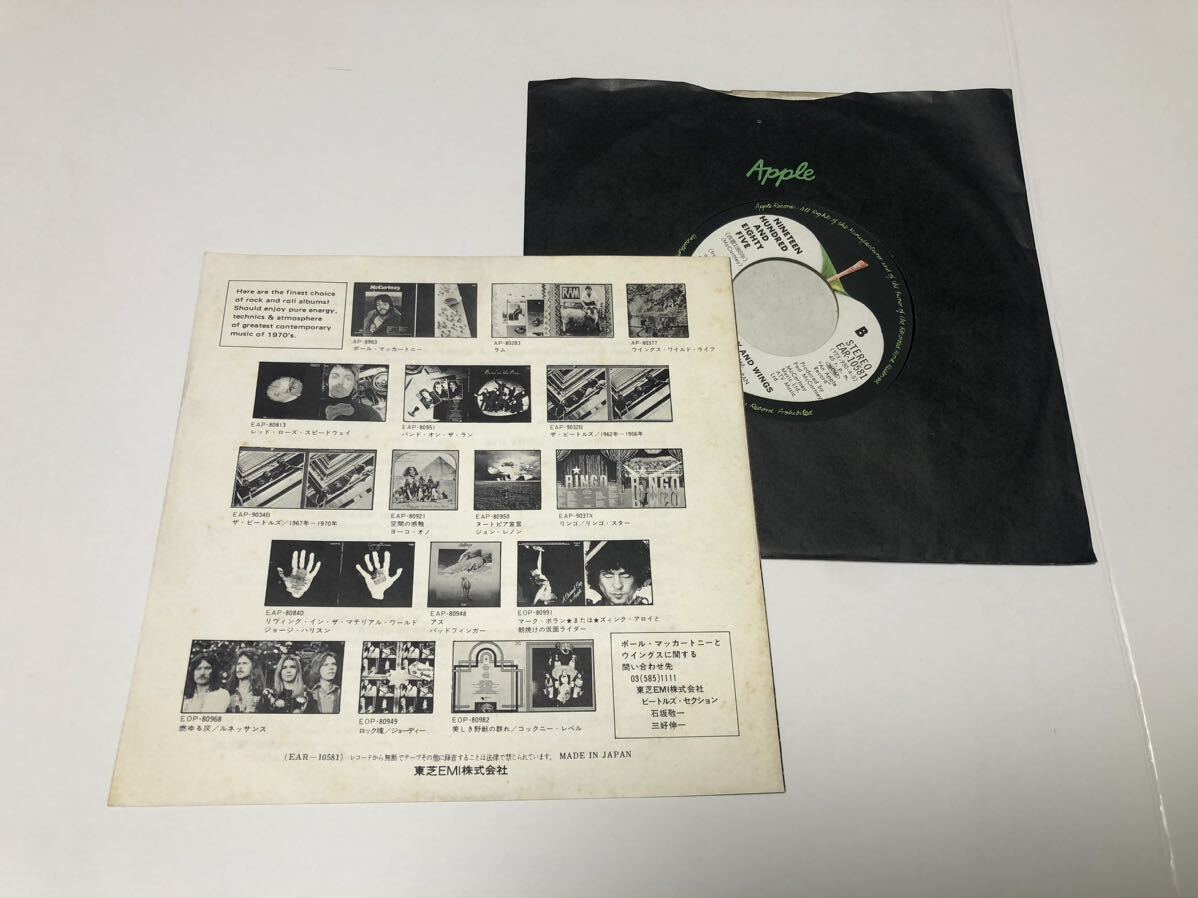 Here are the finest choice
of rock and roll albums!
Should enjoy pure energy,
technics & atmosphere
of greatest contemporary
music of 1970's.
McCartney
AP-8963
ポール・マッカートニー
RAM
AP-80283
ラム
AP-80377
ウイングス・ワイルド・ライフ
EAP-80813
レッド・ローズ・スピードウェイ
Band on the Run
EAP-80951
バンド・オン・ザ・ラン
EAP-9032B
ザ・ビートルズ/1962年ー1966年
EAP-9034B
ザ・ビートルズ/1967年ー1970年
EAP-80921
空間の感触
ヨーコ・オノ
EAP-80950
ヌートピア宣言
ジョン・レノン
RINGO
RINGO
EAP-9037X
リンゴ/リンゴ・スター
EAP-80840
リヴィング・イン・ザ・マテリアル・ワールド
ジョージ・ハリスン
EAP-80948
アス
バッドフィンガー
EOP-80991
マーク・ボラン★または★ズィンク・アロイと
朝焼けの仮面ライダー
EOP-80968
燃ゆる灰/ルネッサンス
EOP-80949
ロック魂/ジョーディー
EOP-80982
美しき野獣の群れ/コックニー・レベル
ポール・マッカートニーと
ウイングスに関する
問い合わせ先
03(585)1111
東芝EMI株式会社
ビートルズ・セクション
石坂敬一
三好伸一
(EAR-10581) レコードから無断でテープその他に録音することは法律で禁じられています。 MADE IN JAPAN
東芝EMI株式会社
Apple
NINETEEN
HUNDRED
AND
EIGHTY
FIVE
(McCartney)
B
STEREO
EAR-10581
Produced by
Paul McCartney
"An Apple
Record"
AND WINGS
Record Prohibited